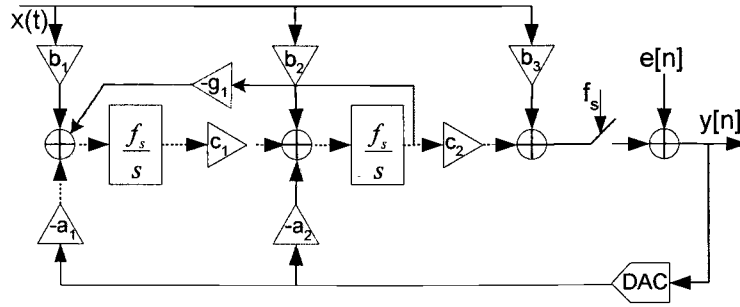 x(t)
b₁
b₂
b₃
-g₁
e[n]
fₛ
y[n]
fₛ
s
c₁
fₛ
s
c₂
-a₁
-a₂
DAC